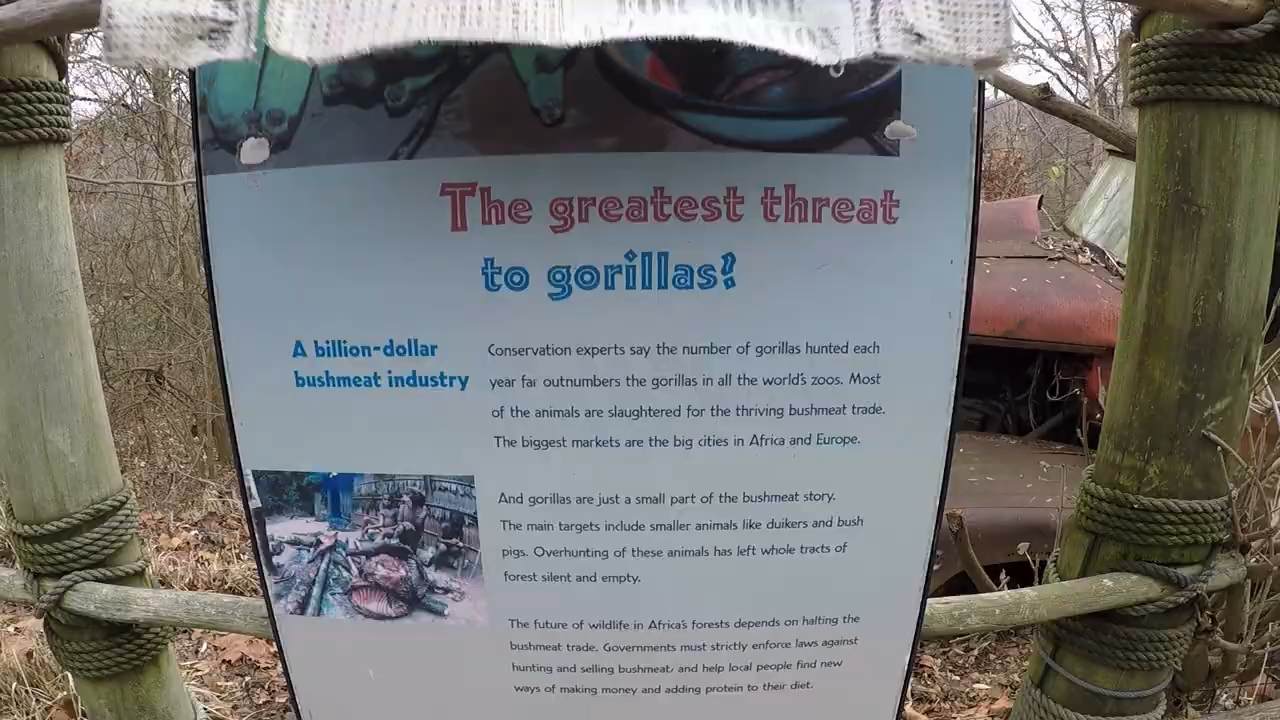 The greatest threat
to gorillas!
A billion-dollar
bushmeat industry
Conservation experts say the number of gorillas hunted each
year far outnumbers the gorillas in all the world's zoos. Most
of the animals are slaughtered for the thriving bushmeat trade.
The biggest markets are the big cities in Africa and Europe.
And gorillas are just a small part of the bushmeat story.
The main targets include smaller animals like duikers and bush
pigs. Overhunting of these animals has left whole tracts of
forest silent and empty.
The future of wildlife in Africa's forests depends on halting the
bushmeat trade. Governments must strictly enforce laws against
hunting and selling bushmeat, and help local people find new
ways of making money and adding protein to their diet.